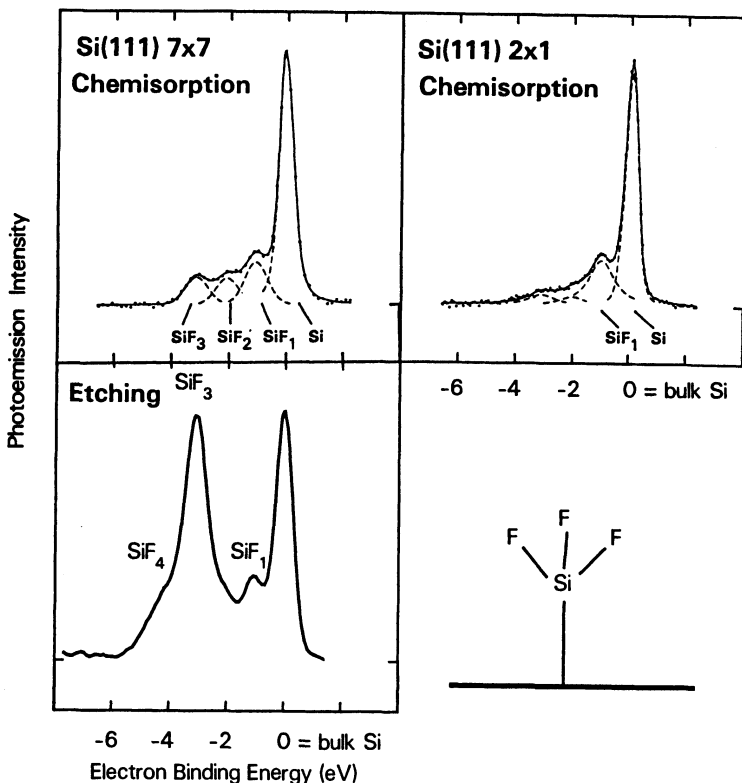 Si(111) 7x7
Chemisorption
SiF₃
SiF₂
SiF₁
Si
Si(111) 2x1
Chemisorption
SiF₁
Si
-6 -4 -2 0 = bulk Si
Photoemission Intensity
Etching
SiF₃
SiF₄
SiF₁
-6 -4 -2 0 = bulk Si
Electron Binding Energy (eV)
F
F
F
Si